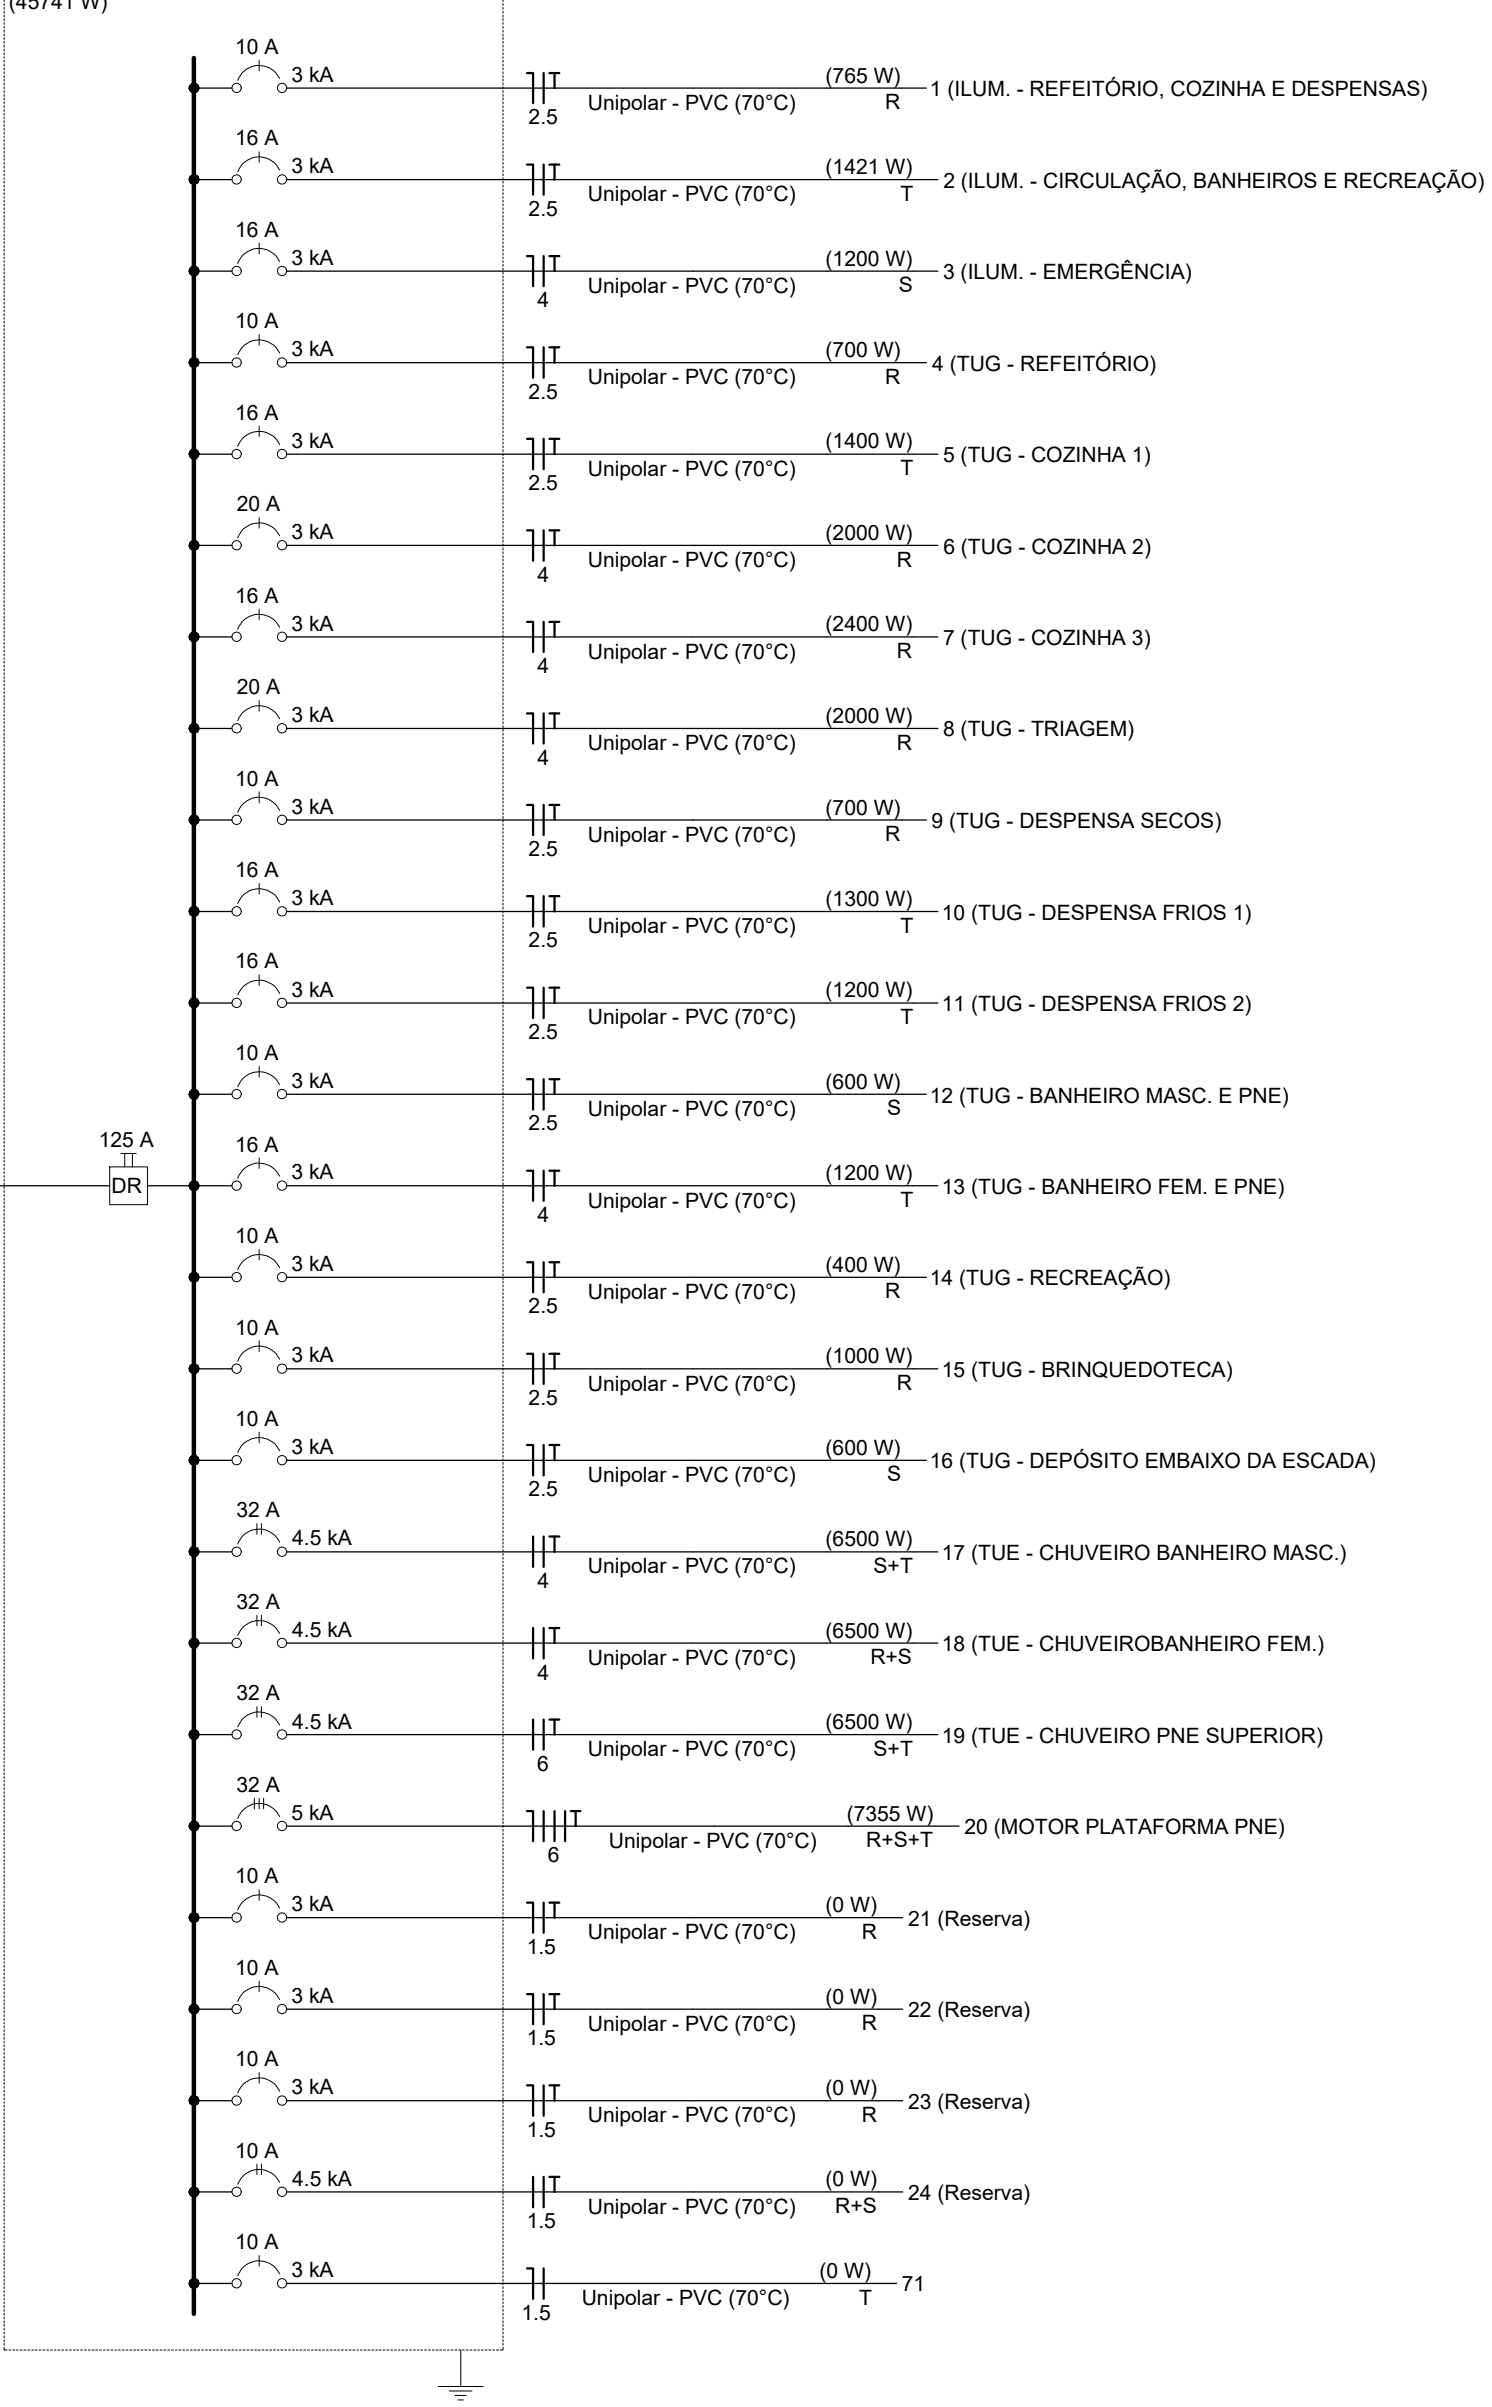 (45741 W)
10 A
3 kA
2.5
Unipolar - PVC (70°C)
(765 W)
R
1 (ILUM. - REFEITÓRIO, COZINHA E DESPENSAS)
16 A
3 kA
2.5
Unipolar - PVC (70°C)
(1421 W)
T
2 (ILUM. - CIRCULAÇÃO, BANHEIROS E RECREAÇÃO)
16 A
3 kA
4
Unipolar - PVC (70°C)
(1200 W)
S
3 (ILUM. - EMERGÊNCIA)
10 A
3 kA
2.5
Unipolar - PVC (70°C)
(700 W)
R
4 (TUG - REFEITÓRIO)
16 A
3 kA
2.5
Unipolar - PVC (70°C)
(1400 W)
T
5 (TUG - COZINHA 1)
20 A
3 kA
4
Unipolar - PVC (70°C)
(2000 W)
R
6 (TUG - COZINHA 2)
16 A
3 kA
4
Unipolar - PVC (70°C)
(2400 W)
R
7 (TUG - COZINHA 3)
20 A
3 kA
4
Unipolar - PVC (70°C)
(2000 W)
R
8 (TUG - TRIAGEM)
10 A
3 kA
2.5
Unipolar - PVC (70°C)
(700 W)
R
9 (TUG - DESPENSA SECOS)
16 A
3 kA
2.5
Unipolar - PVC (70°C)
(1300 W)
T
10 (TUG - DESPENSA FRIOS 1)
16 A
3 kA
2.5
Unipolar - PVC (70°C)
(1200 W)
T
11 (TUG - DESPENSA FRIOS 2)
10 A
3 kA
2.5
Unipolar - PVC (70°C)
(600 W)
S
12 (TUG - BANHEIRO MASC. E PNE)
125 A
DR
16 A
3 kA
4
Unipolar - PVC (70°C)
(1200 W)
T
13 (TUG - BANHEIRO FEM. E PNE)
10 A
3 kA
2.5
Unipolar - PVC (70°C)
(400 W)
R
14 (TUG - RECREAÇÃO)
10 A
3 kA
2.5
Unipolar - PVC (70°C)
(1000 W)
R
15 (TUG - BRINQUEDOTECA)
10 A
3 kA
2.5
Unipolar - PVC (70°C)
(600 W)
S
16 (TUG - DEPÓSITO EMBAIXO DA ESCADA)
32 A
4.5 kA
4
Unipolar - PVC (70°C)
(6500 W)
S+T
17 (TUE - CHUVEIRO BANHEIRO MASC.)
32 A
4.5 kA
4
Unipolar - PVC (70°C)
(6500 W)
R+S
18 (TUE - CHUVEIROBANHEIRO FEM.)
32 A
4.5 kA
6
Unipolar - PVC (70°C)
(6500 W)
S+T
19 (TUE - CHUVEIRO PNE SUPERIOR)
32 A
5 kA
6
Unipolar - PVC (70°C)
(7355 W)
R+S+T
20 (MOTOR PLATAFORMA PNE)
10 A
3 kA
1.5
Unipolar - PVC (70°C)
(0 W)
R
21 (Reserva)
10 A
3 kA
1.5
Unipolar - PVC (70°C)
(0 W)
R
22 (Reserva)
10 A
3 kA
1.5
Unipolar - PVC (70°C)
(0 W)
R
23 (Reserva)
10 A
4.5 kA
1.5
Unipolar - PVC (70°C)
(0 W)
R+S
24 (Reserva)
10 A
3 kA
1.5
Unipolar - PVC (70°C)
(0 W)
T
71